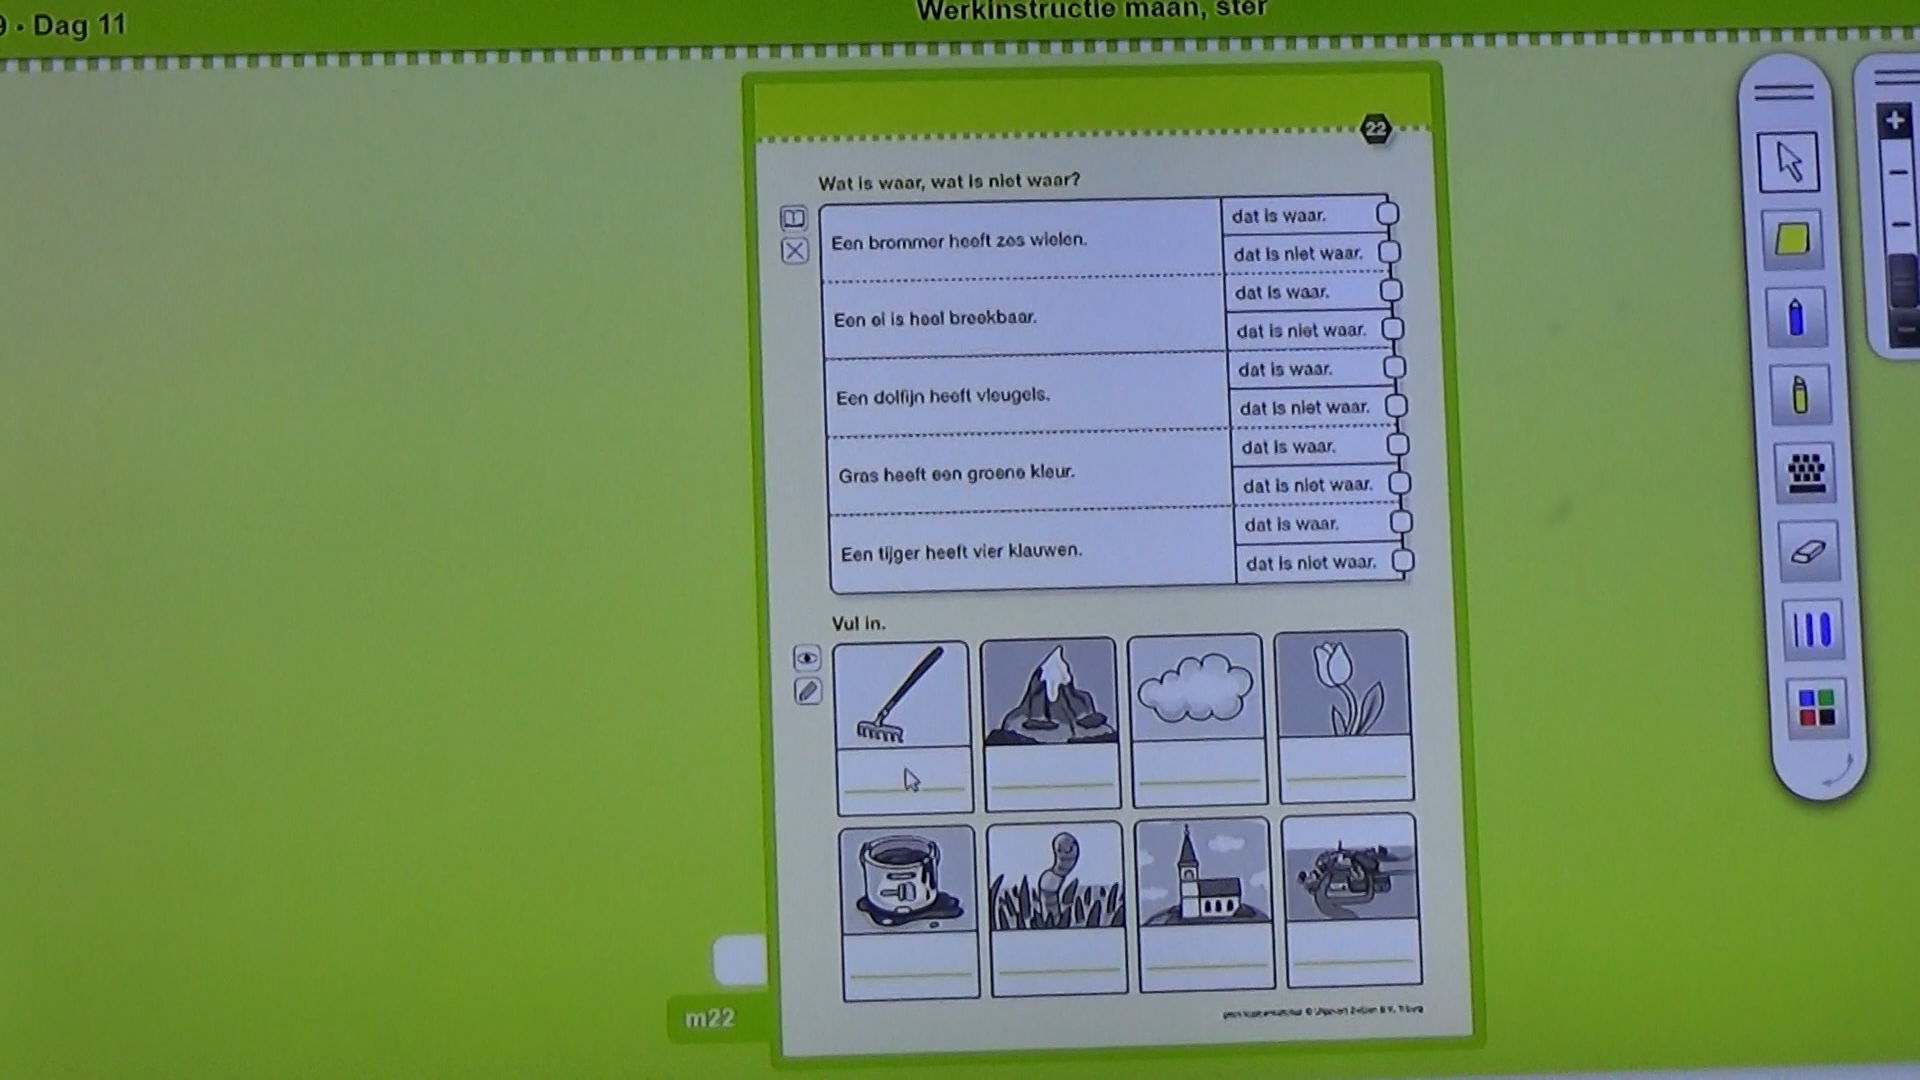 9 · Dag 11
Werkinstructie maan, ster
22
Wat is waar, wat is niet waar?
Een brommer heeft zes wielen.
dat is waar.
dat is niet waar.
Een ei is heel breekbaar.
dat is waar.
dat is niet waar.
Een dolfijn heeft vleugels.
dat is waar.
dat is niet waar.
Gras heeft een groene kleur.
dat is waar.
dat is niet waar.
Een tijger heeft vier klauwen.
dat is waar.
dat is niet waar.
Vul in.
m22